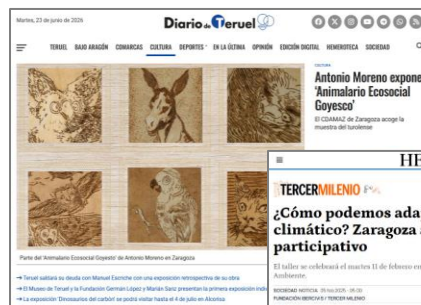 Martes, 23 de junio de 2026
Diario de Teruel
TERUEL BAJO ARAGÓN COMARCAS CULTURA DEPORTES EN LA ÚLTIMA OPINIÓN EDICIÓN DIGITAL HEMEROTECA SOCIEDAD
CULTURA
Antonio Moreno expone
'Animalario Ecosocial
Goyesco'
El CDAMAZ de Zaragoza acoge la
muestra del turolense
Parte del 'Animalario Ecosocial Goyesto' de Antonio Moreno en Zaragoza
Teruel saldará su deuda con Manuel Escriche con una exposición retrospectiva de su obra
El Museo de Teruel y la Fundación Germán López y Marián Sanz presentan la primera exposición
La exposición 'Dinosaurios del carbón' se podrá visitar hasta el 4 de julio en Alcorisa
HE
TERCERMILENIO
¿Cómo podemos ada
climático? Zaragoza
participativo
El taller se celebrará el martes 11 de febrero en
Ambiente.
SOCIEDAD NOTICIA
FUNDACIÓN IBERCIVIS / TERCER MILENIO